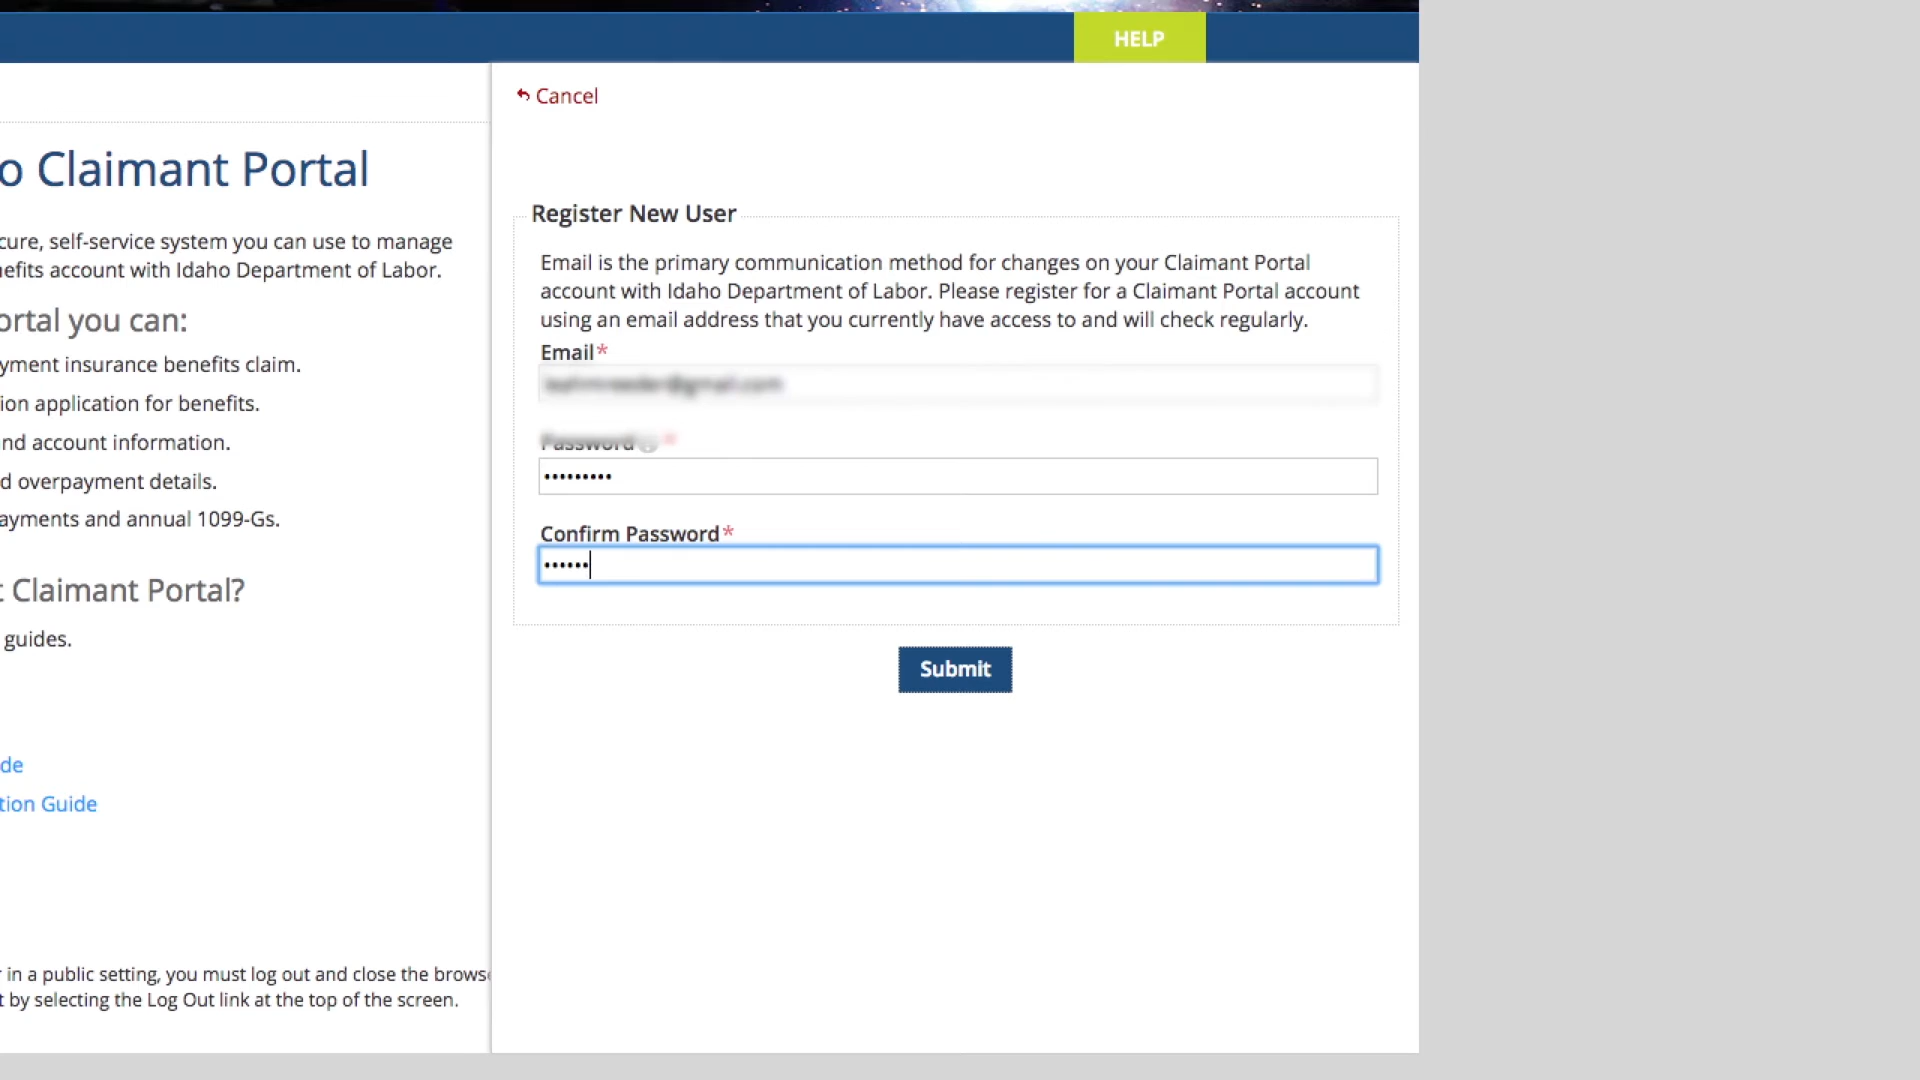 HELP
Cancel
o Claimant Portal
cure, self-service system you can use to manage
efits account with Idaho Department of Labor.
ortal you can:
yment insurance benefits claim.
ion application for benefits.
nd account information.
d overpayment details.
ayments and annual 1099-Gs.
t Claimant Portal?
guides.
de
tion Guide
r in a public setting, you must log out and close the browse
t by selecting the Log Out link at the top of the screen.
Register New User
Email is the primary communication method for changes on your Claimant Portal
account with Idaho Department of Labor. Please register for a Claimant Portal account
using an email address that you currently have access to and will check regularly.
Email*
Password *
•••••••••
Confirm Password*
••••••
Submit